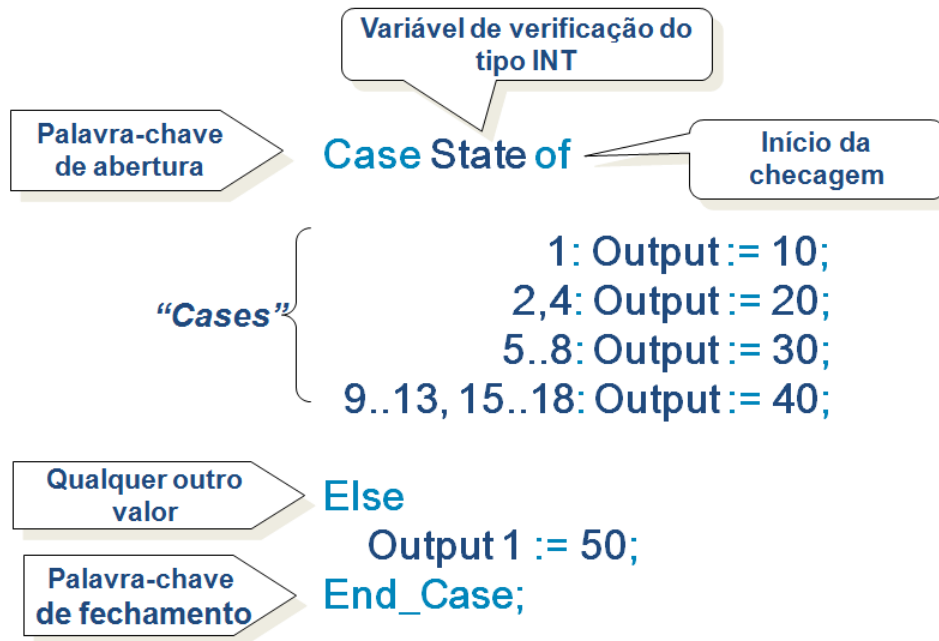 Variável de verificação do
tipo INT
Palavra-chave
de abertura
Case State of
Início da
checagem
“Cases”
1: Output := 10;
2,4: Output := 20;
5..8: Output := 30;
9..13, 15..18: Output := 40;
Qualquer outro
valor
Else
Output 1 := 50;
Palavra-chave
de fechamento
End_Case;